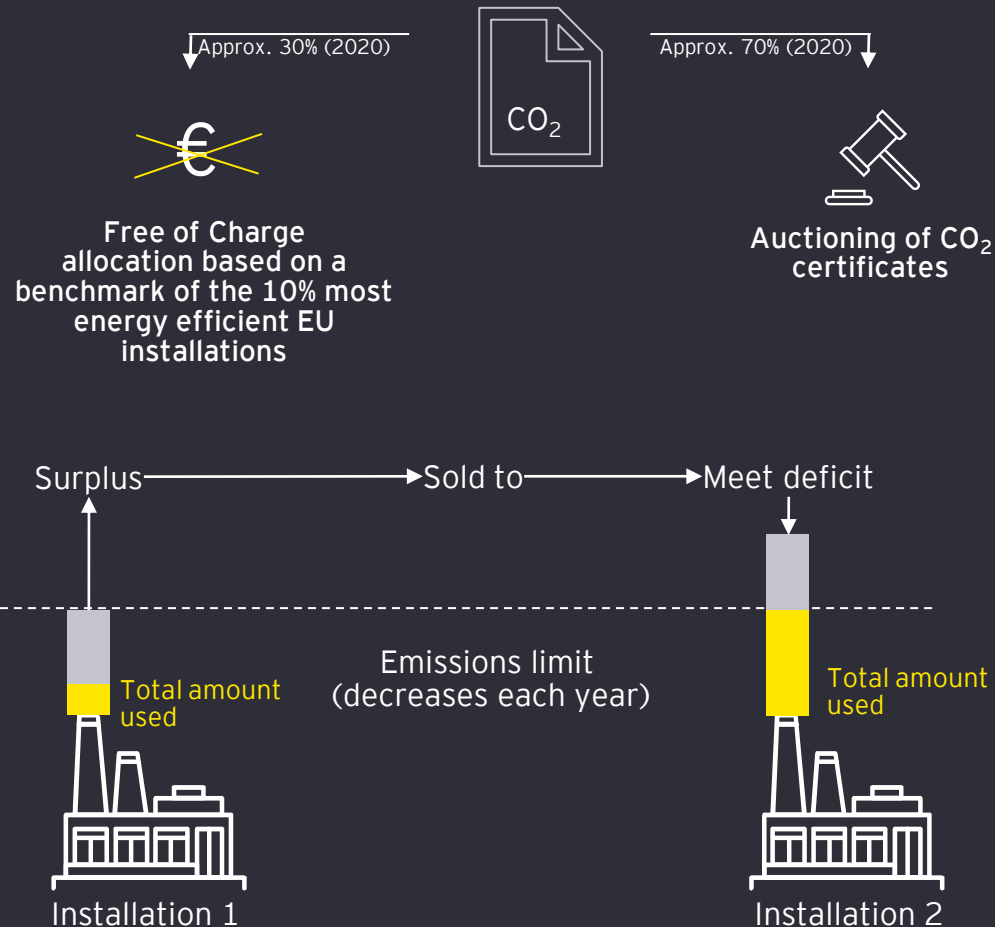 Approx. 30% (2020)
CO₂
Approx. 70% (2020)
€
Free of Charge
allocation based on a
benchmark of the 10% most
energy efficient EU
installations
Auctioning of CO₂
certificates
Surplus
Sold to
Meet deficit
Total amount
used
Emissions limit
(decreases each year)
Total amount
used
Installation 1
Installation 2